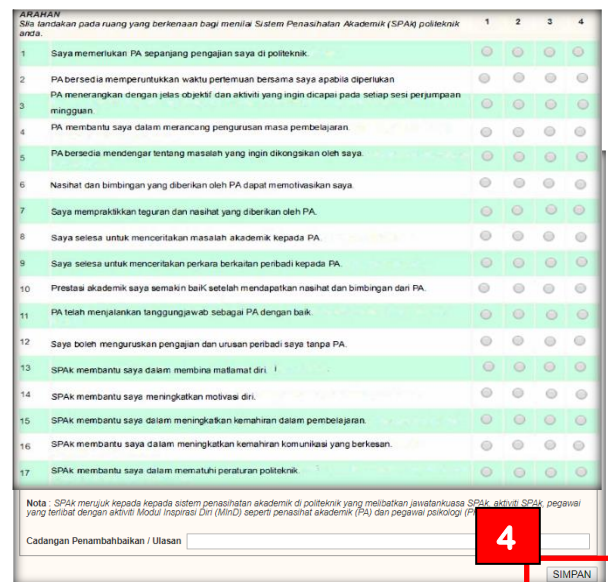 ARAHAN
Sila tandakan pada ruang yang berkenaan bagi menilai Sistem Penasihatan Akademik (SPAk) politeknik anda. 1 2 3 4
1 Saya memerlukan PA sepanjang pengajian saya di politeknik.
2 PA bersedia memperuntukkan waktu pertemuan bersama saya apabila diperlukan
3 PA menerangkan dengan jelas objektif dan aktiviti yang ingin dicapai pada setiap sesi perjumpaan
mingguan.
4 PA membantu saya dalam merancang pengurusan masa pembelajaran.
5 PA bersedia mendengar tentang masalah yang ingin dikongsikan oleh saya.
6 Nasihat dan bimbingan yang diberikan oleh PA dapat memotivasikan saya.
7 Saya mempraktikkan teguran dan nasihat yang diberikan oleh PA.
8 Saya selesa untuk menceritakan masalah akademik kepada PA.
9 Saya selesa untuk menceritakan perkara berkaitan peribadi kepada PA.
10 Prestasi akademik saya semakin baiK setelah mendapatkan nasihat dan bimbingan dari PA.
11 PA telah menjalankan tanggungjawab sebagai PA dengan baik.
12 Saya boleh menguruskan pengajian dan urusan peribadi saya tanpa PA.
13 SPAk membantu saya dalam membina matlamat diri.
14 SPAk membantu saya meningkatkan motivasi diri.
15 SPAk membantu saya dalam meningkatkan kemahiran dalam pembelajaran.
16 SPAk membantu saya dalam meningkatkan kemahiran komunikasi yang berkesan.
17 SPAk membantu saya dalam mematuhi peraturan politeknik.
Nota : SPAk merujuk kepada kepada sistem penasihatan akademik di politeknik yang melibatkan jawatankuasa SPAk, aktiviti SPAk, pegawai
yang terlibat dengan aktiviti Modul Inspirasi Diri (MInD) seperti penasihat akademik (PA) dan pegawai psikologi
Cadangan Penambahbaikan / Ulasan
4
SIMPAN